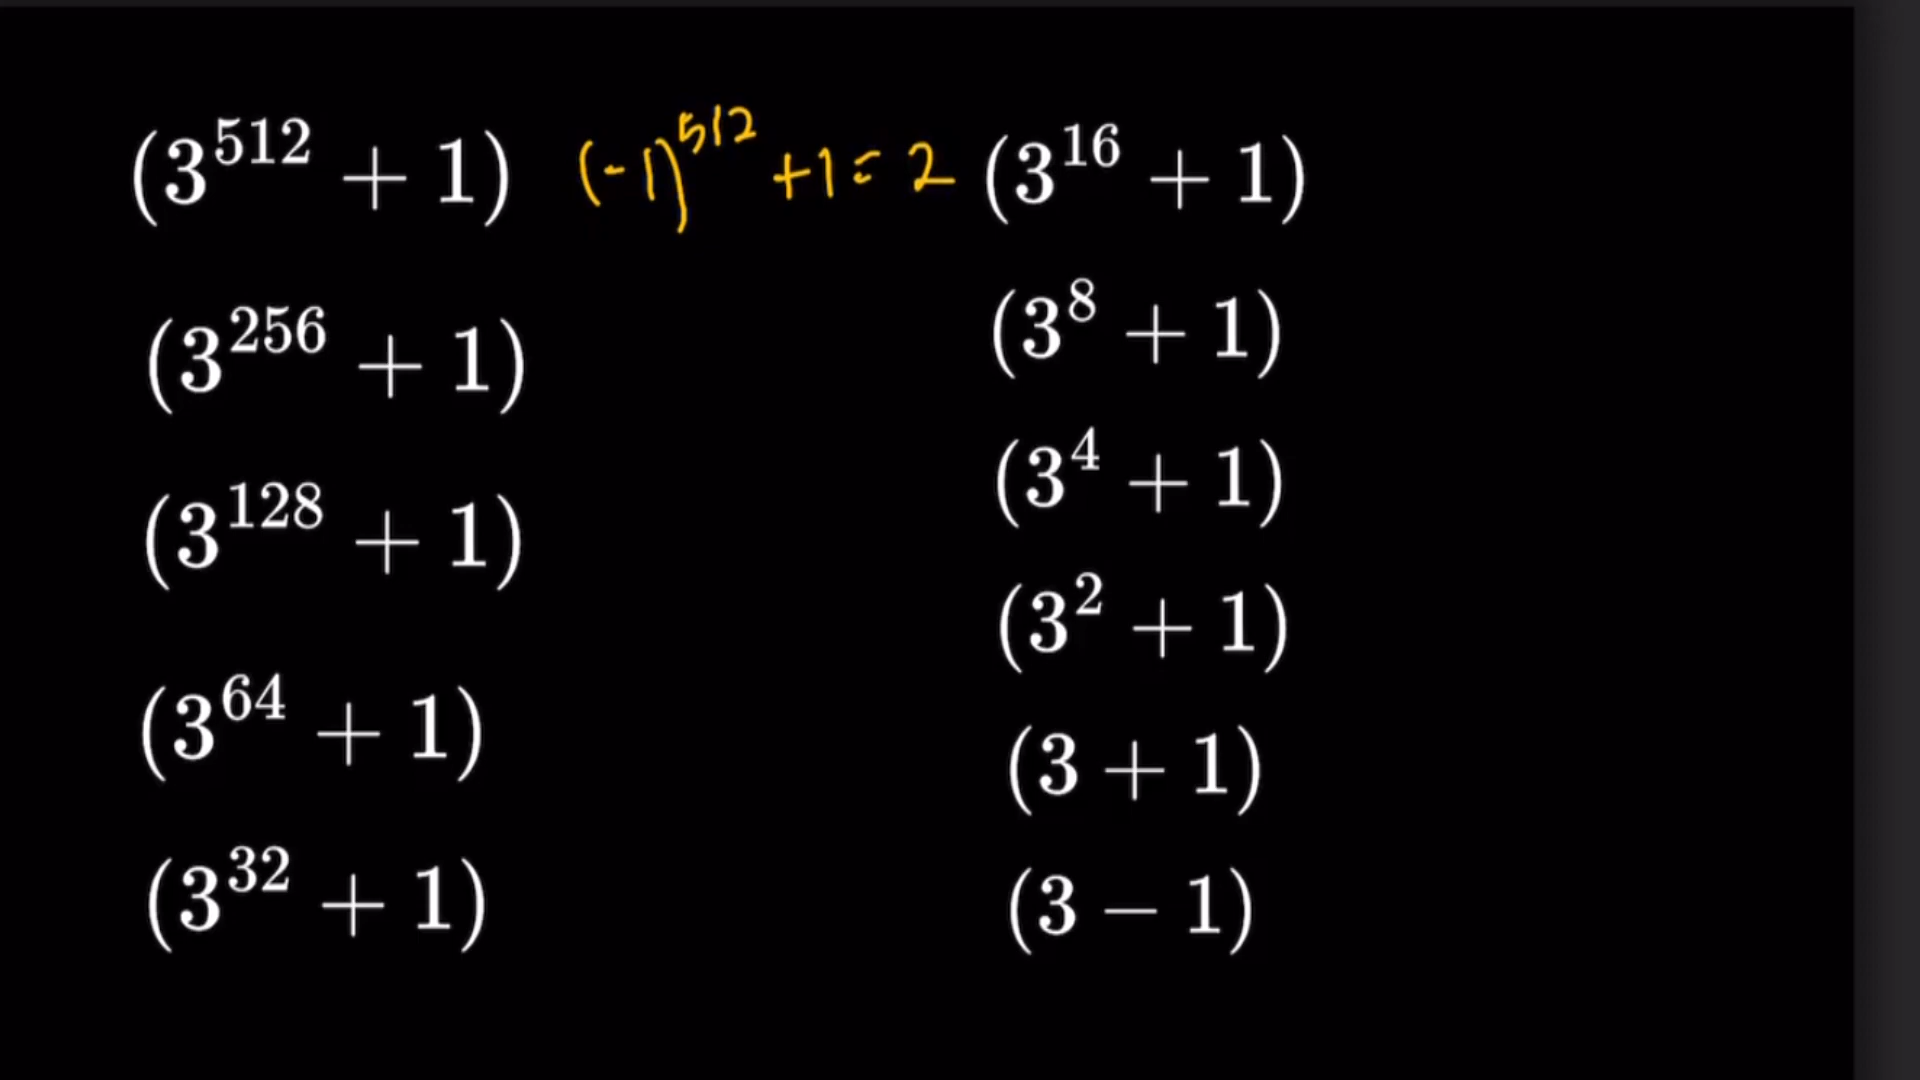 (3^512 + 1) (-1)^512 + 1 = 2
(3^256 + 1)
(3^128 + 1)
(3^64 + 1)
(3^32 + 1)
(3^16 + 1)
(3^8 + 1)
(3^4 + 1)
(3^2 + 1)
(3 + 1)
(3 − 1)